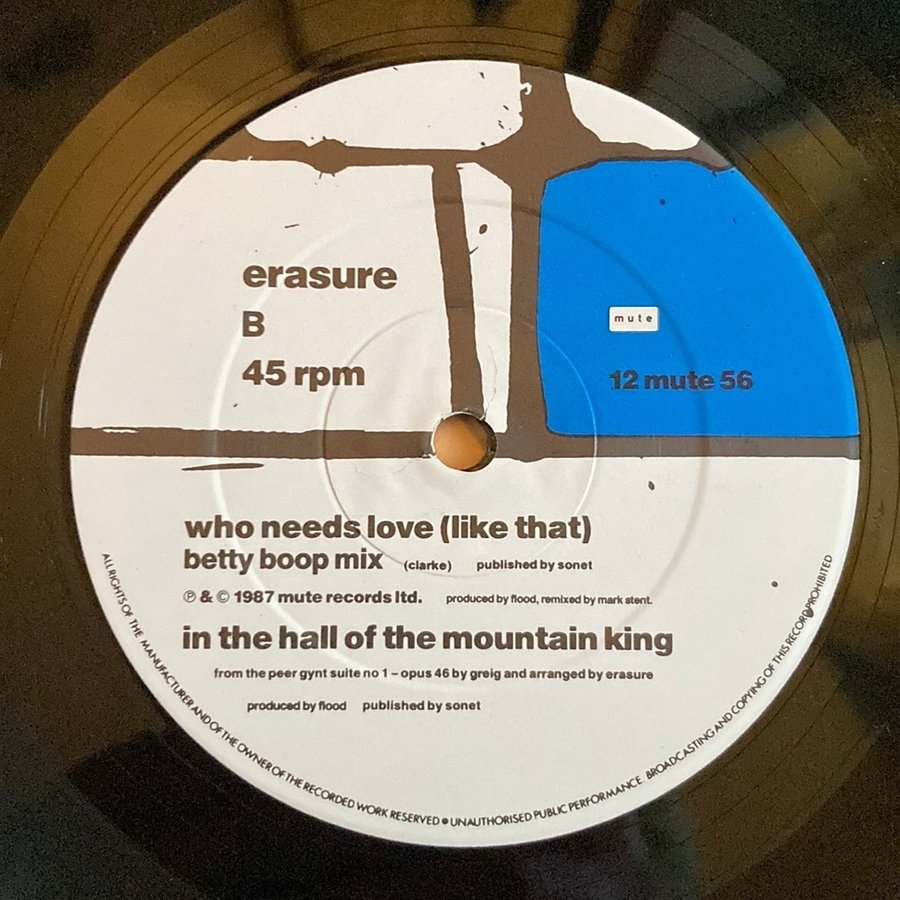 erasure
B
45 rpm
mute
12 mute 56
who needs love (like that)
betty boop mix (clarke) published by sonet
℗ & © 1987 mute records ltd. produced by flood, remixed by mark stent.
in the hall of the mountain king
from the peer gynt suite no 1 – opus 46 by greig and arranged by erasure
produced by flood published by sonet
ALL RIGHTS OF THE MANUFACTURER AND OF THE OWNER OF THE RECORDED WORK RESERVED ● UNAUTHORISED PUBLIC PERFORMANCE BROADCASTING AND COPYING OF THIS RECORD PROHIBITED